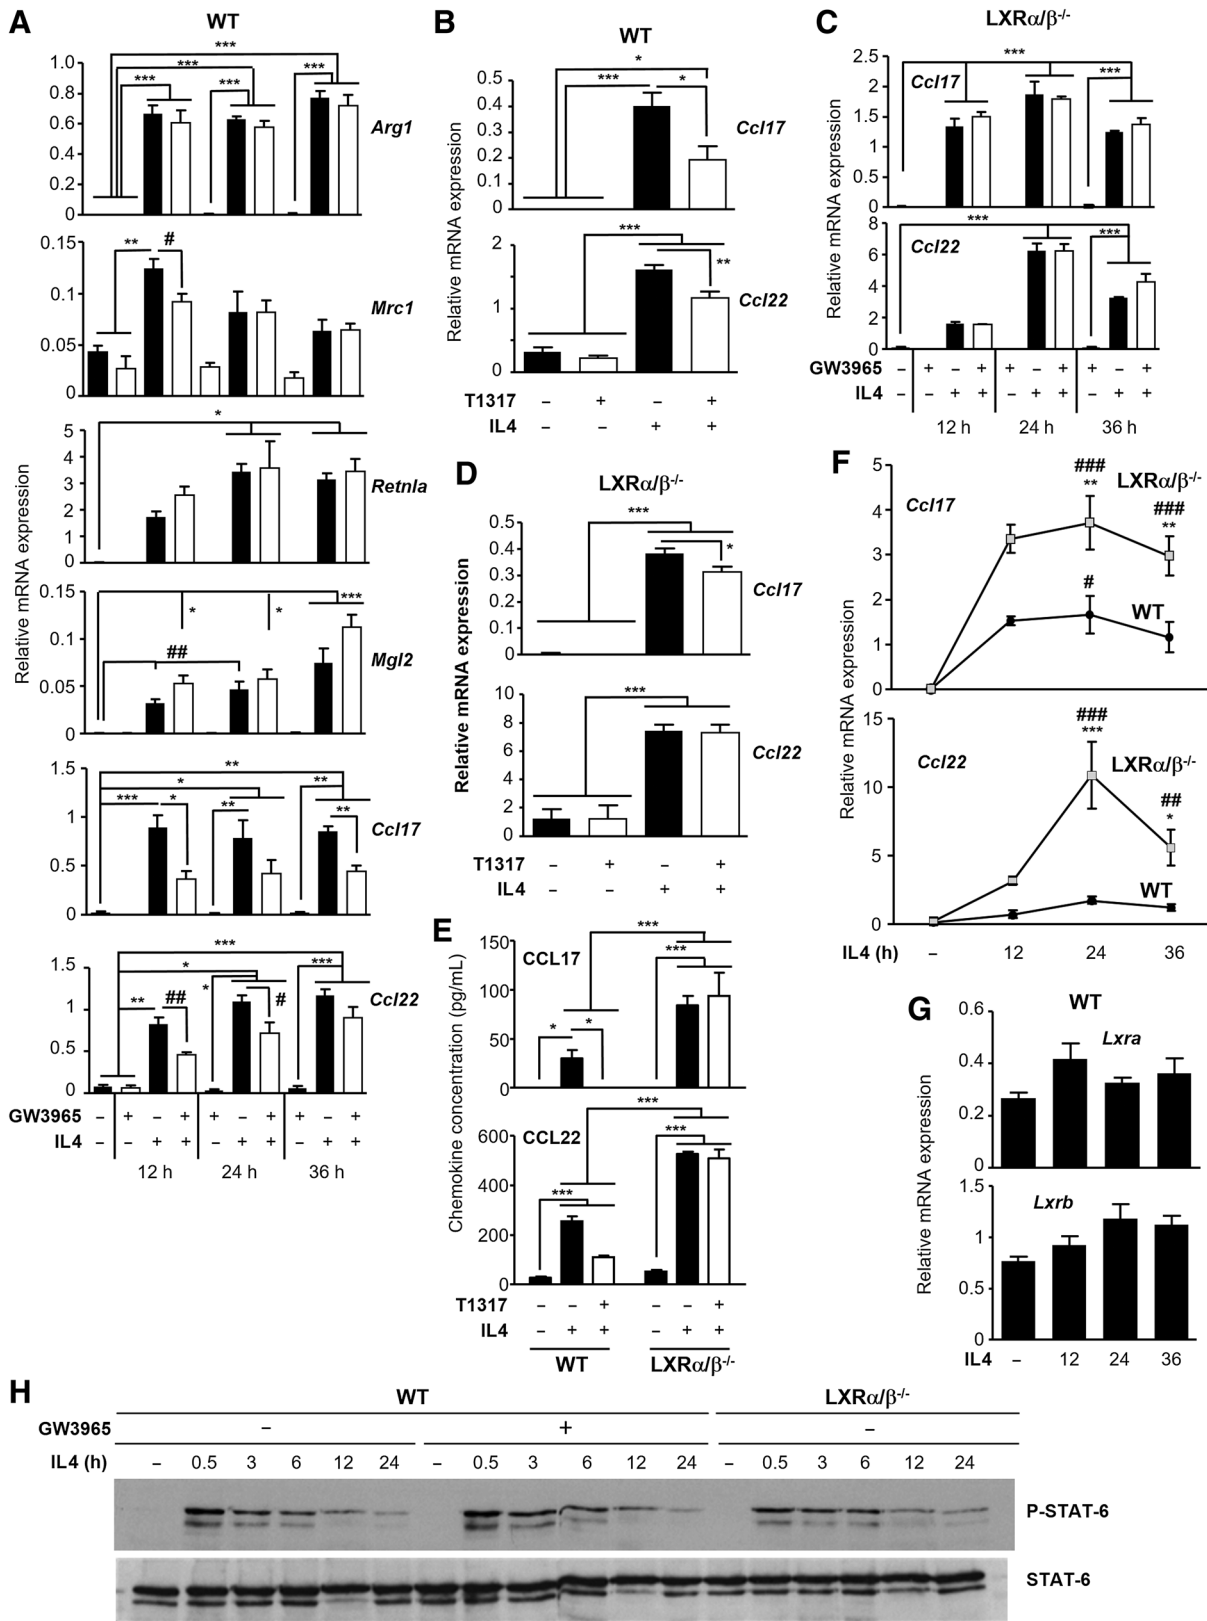 A
WT
Relative mRNA expression
***
***
***
***
***
1.0
0.8
0.6
0.4
0.2
0
Arg1
0.15
0.1
0.05
0
**
#
Mrc1
*
5
4
3
2
1
0
Retnla
0.15
0.1
0.05
0
*
*
***
##
Mgl2
1.5
1
0.5
0
**
*
**
***
*
**
**
Ccl17
1.5
1
0.5
0
***
*
***
**
##
*
#
Ccl22
GW3965 – + – + + – + + – +
IL4 – – + + – + + – + +
12 h 24 h 36 h
B
WT
Relative mRNA expression
*
***
*
0.5
0.4
0.3
0.2
0.1
0
Ccl17
2
1
0
***
**
Ccl22
T1317 – + – +
IL4 – – + +
C
LXRα/β-/-
Relative mRNA expression
2.5
2
1.5
1
0.5
0
Ccl17
***
***
8
6
4
2
0
Ccl22
***
***
GW3965 – + – + + – + + – +
IL4 – – + + – + + – + +
12 h 24 h 36 h
D
LXRα/β-/-
Relative mRNA expression
0.5
0.4
0.3
0.2
0.1
0
***
*
Ccl17
10
8
6
4
2
0
***
Ccl22
T1317 – + – +
IL4 – – + +
E
Chemokine concentration (pg/mL)
150
100
50
0
CCL17
***
***
*
*
600
400
200
0
CCL22
***
***
***
T1317 – – + – – +
IL4 – + + – + +
WT LXRα/β-/-
F
Relative mRNA expression
5
4
3
2
1
0
Ccl17
###
**
LXRα/β-/-
###
**
#
WT
15
10
5
0
Ccl22
###
***
LXRα/β-/-
##
*
WT
IL4 (h) – 12 24 36
G
WT
Relative mRNA expression
0.6
0.4
0.2
0
Lxra
Relative mRNA expression
1.5
1
0.5
0
Lxrb
IL4 – 12 24 36
H
WT LXRα/β-/-
GW3965 – + –
IL4 (h) – 0.5 3 6 12 24 – 0.5 3 6 12 24 – 0.5 3 6 12 24
P-STAT-6
STAT-6